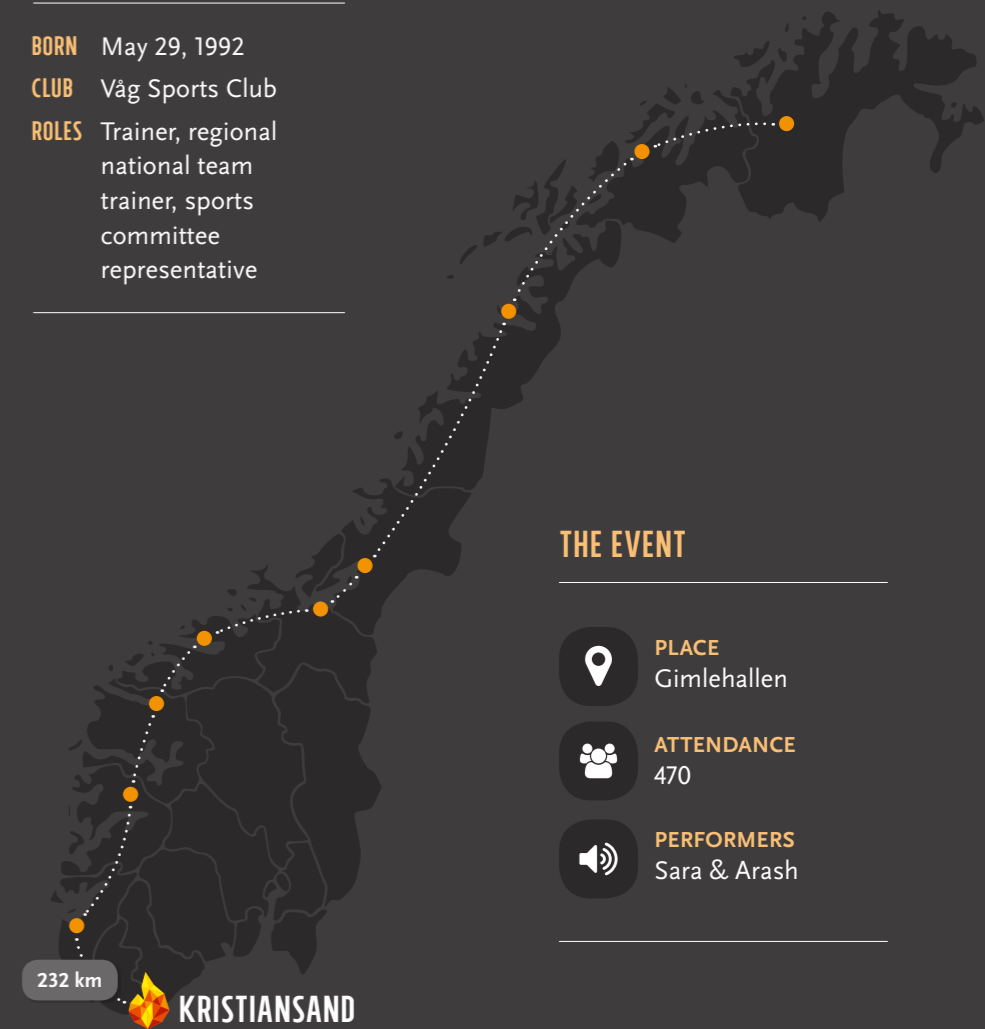 BORN May 29, 1992
CLUB Våg Sports Club
ROLES Trainer, regional
national team
trainer, sports
committee
representative
THE EVENT
PLACE
Gimlehallen
ATTENDANCE
470
PERFORMERS
Sara & Arash
232 km
KRISTIANSAND